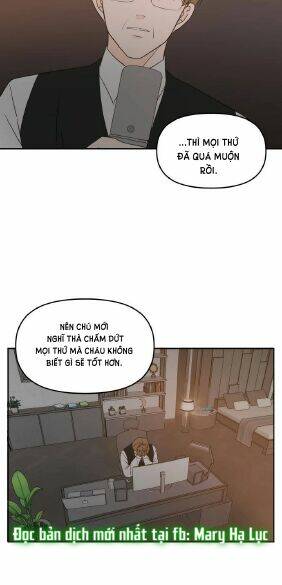 ...THÌ MỌI THỨ
ĐÃ QUÁ MUỘN
RỒI.
NÊN CHÚ MỚI
NGHĨ THÀ CHẤM DỨT
MỌI THỨ MÀ CHÁU KHÔNG
BIẾT GÌ SẼ TỐT HƠN.
Đọc bản dịch mới nhất tại fb: Mary Hạ Lục